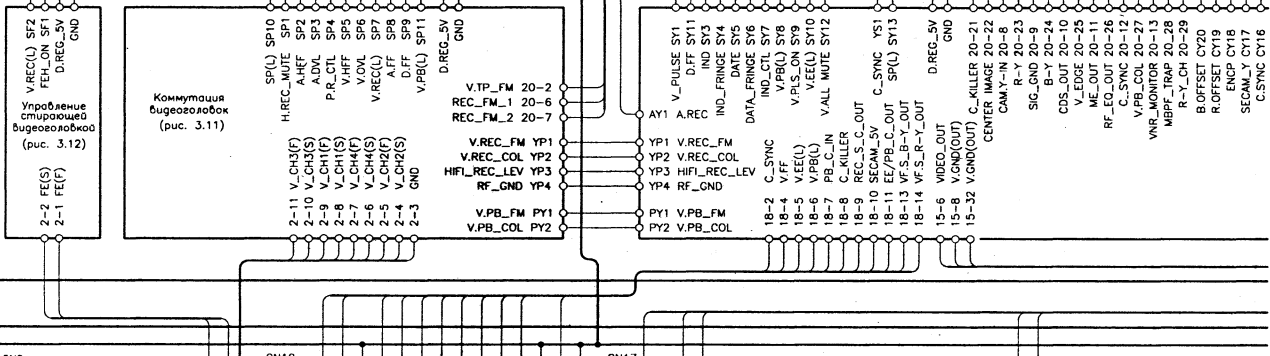 V.REC(L) SF2
FEH_ON SF1
D.REG_5V
GND
Управление
стирающей
видеоголовкой
(рис. 3.12)
2-2 FE(S)
2-1 FE(F)
SP(L) SP10
H.REC_MUTE SP1
A.HEF SP2
A.DVL SP3
P.R_CTL SP4
V.HFF SP5
V.OVL SP6
V.REC(L) SP7
A.FF SP8
D.FF SP9
V.PB(L) SP11
D.REG_5V
GND
Коммутация
видеоголовок
(рис. 3.11)
V.TP_FM 20-2
REC_FM_1 20-6
REC_FM_2 20-7
V.REC_FM YP1
V.REC_COL YP2
HIFI_REC_LEV YP3
RF_GND YP4
V.PB_FM PY1
V.PB_COL PY2
2-11 V_CH3(F)
2-10 V_CH3(S)
2-9 V_CH1(F)
2-8 V_CH1(S)
2-7 V_CH4(F)
2-6 V_CH4(S)
2-5 V_CH2(F)
2-4 V_CH2(S)
2-3 GND
V_PULSE SY1
D.FF SY11
IND SY3
IND_FRINGE SY4
DATE SY5
DATA_FRINGE SY6
IND_CTL SY7
V.PB(L) SY8
V.PLS_ON SY9
V.EE(L) SY10
V.ALL MUTE SY12
C_SYNC YS1
SP(L) SY13
D.REG_5V
GND
C_KILLER 20-21
CENTER IMAGE 20-22
CAM.Y-IN 20-8
R-Y 20-23
SIG_GND 20-9
B-Y 20-24
CDS_OUT 20-10
V_EDGE 20-25
ME_OUT 20-11
RF_EQ_OUT 20-26
C_SYNC 20-12
V.PB_COL 20-27
VNR_MONITOR 20-13
MBPF_TRAP 20_28
R-Y_CH 20-29
B.OFFSET CY20
R.OFFSET CY19
ENCP CY18
SECAM_Y CY17
C.SYNC CY16
AY1 A.REC
YP1 V.REC_FM
YP2 V.REC_COL
YP3 HIFI_REC_LEV
YP4 RF_GND
PY1 V.PB_FM
PY2 V.PB_COL
18-2 C_SYNC
18-4 V.FF
18-5 V.EE(L)
18-6 V.PB(L)
18-7 PB_C_IN
18-8 C_KILLER
18-9 REC_S_C_OUT
18-10 SECAM_5V
18-11 EE/PB_C_OUT
18-13 VF.S_B-Y_OUT
18-14 VF.S_R-Y_OUT
15-6 VIDEO_OUT
15-8 V.GND(OUT)
15-32 V.GND(OUT)